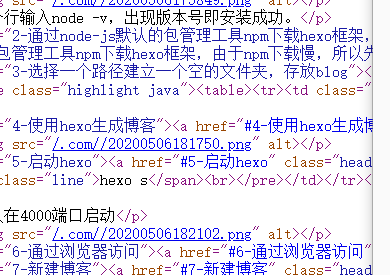 g src="/.com//20200506175849.png" alt></p>
个行输入node -v，出现版本号即安装成功。</p>
="2-通过node-js默认的包管理工具npm下载hexo框架，
包管理工具npm下载hexo框架，由于npm下载慢，所以先
="3-选择一个路径建立一个空的文件夹，存放blog"><
e class="highlight java"><table><tr><td class=
="4-使用hexo生成博客"><a href="#4-使用hexo生成博
g src="/.com//20200506181750.png" alt></p>
="5-启动hexo"><a href="#5-启动hexo" class="head
class="line">hexo s</span><br></pre></td></tr><
在4000端口启动</p>
g src="/.com//20200506182102.png" alt></p>
="6-通过浏览器访问"><a href="#6-通过浏览器访问"
="7-新建博客"><a href="#7-新建博客" class="head